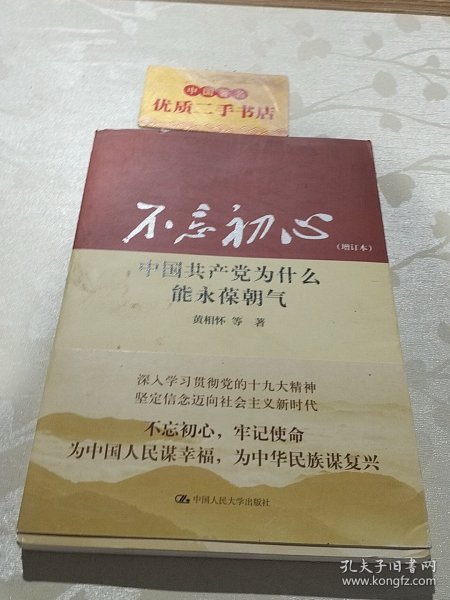 中国著名
优质二手书店
不忘初心
（增订本）
中国共产党为什么
能永葆朝气
黄相怀 等 著
深入学习贯彻党的十九大精神
坚定信念迈向社会主义新时代
不忘初心，牢记使命
为中国人民谋幸福，为中华民族谋复兴
中国人民大学出版社
孔夫子旧书网
www.kongfz.com